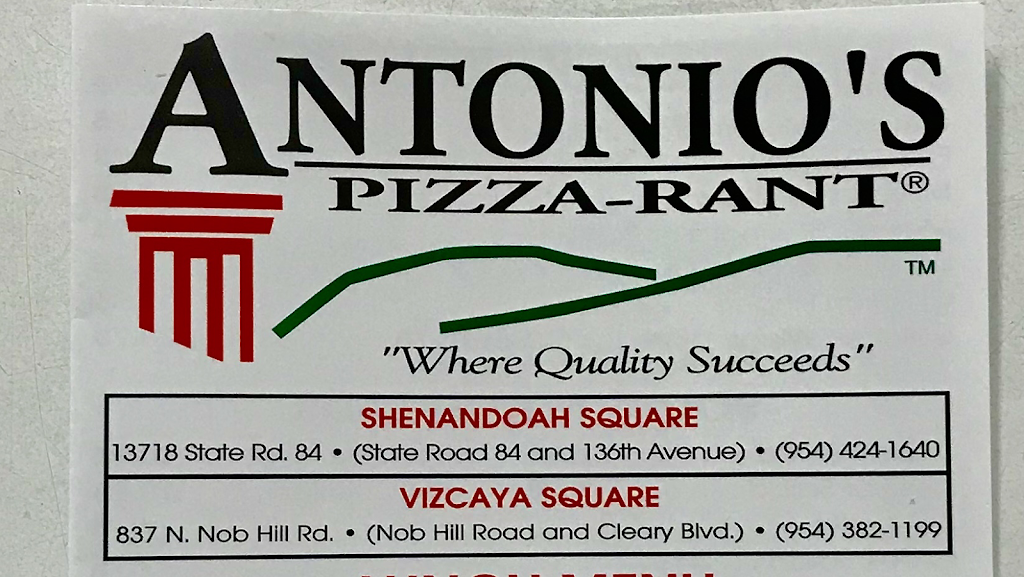 ANTONIO'S
PIZZA-RANT®
TM
"Where Quality Succeeds"
SHENANDOAH SQUARE
13718 State Rd. 84 • (State Road 84 and 136th Avenue) • (954) 424-1640
VIZCAYA SQUARE
837 N. Nob Hill Rd. • (Nob Hill Road and Cleary Blvd.) • (954) 382-1199